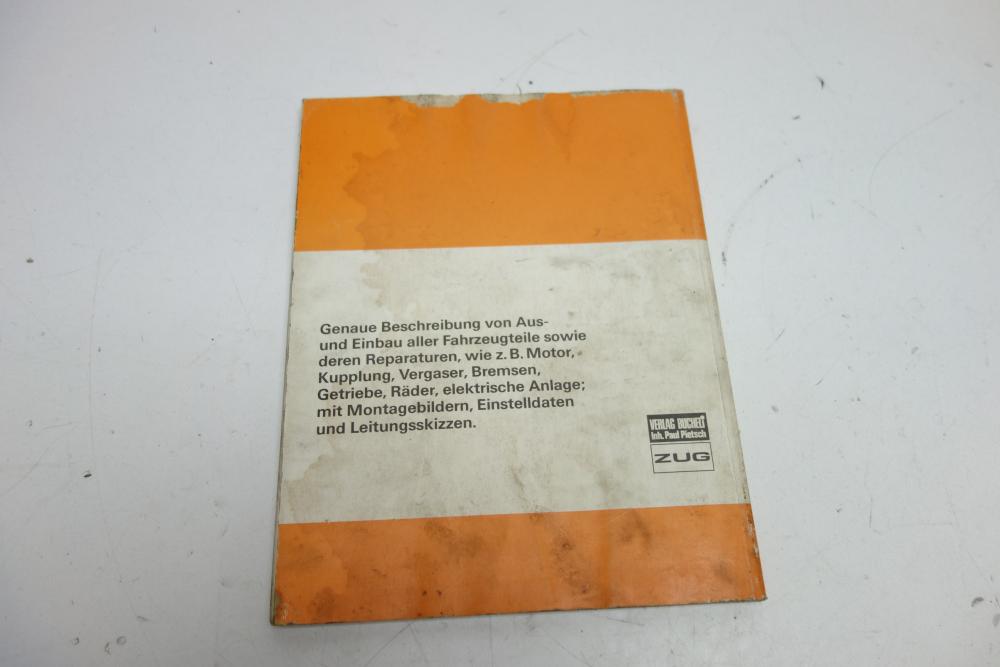 Genaue Beschreibung von Aus-
und Einbau aller Fahrzeugteile sowie
deren Reparaturen, wie z. B. Motor,
Kupplung, Vergaser, Bremsen,
Getriebe, Räder, elektrische Anlage;
mit Montagebildern, Einstelldaten
und Leitungsskizzen.
VERLAG BUCHELI
Inh. Paul Pietsch
ZUG